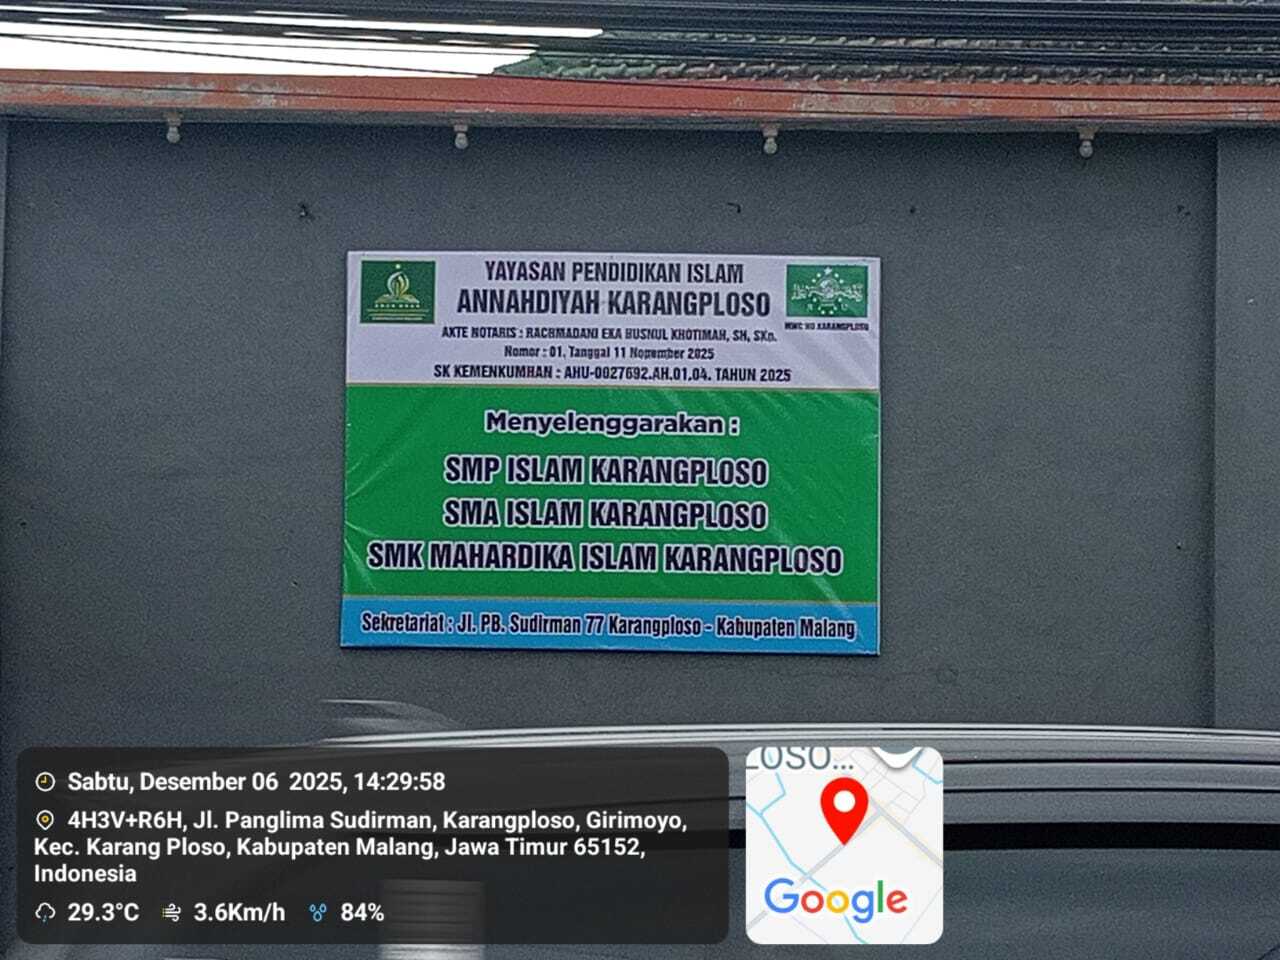 YAYASAN PENDIDIKAN ISLAM
ANNAHDIYAH KARANGPLOSO
AKTE NOTARIS : RACHMADANI EKA HUSNUL KHOTIMAH, SH, SKn.
Nomor : 01, Tanggal 11 Nopember 2025
SK KEMENKUMHAN : AHU-0027692.AH.01.04. TAHUN 2025
MWC NU KARANGPLOSO
Menyelenggarakan :
SMP ISLAM KARANGPLOSO
SMA ISLAM KARANGPLOSO
SMK MAHARDIKA ISLAM KARANGPLOSO
Sekretariat : Jl. PB. Sudirman 77 Karangploso - Kabupaten Malang
Sabtu, Desember 06 2025, 14:29:58
4H3V+R6H, Jl. Panglima Sudirman, Karangploso, Girimoyo,
Kec. Karang Ploso, Kabupaten Malang, Jawa Timur 65152,
Indonesia
29.3°C 3.6Km/h 84%
LOSO...
Google